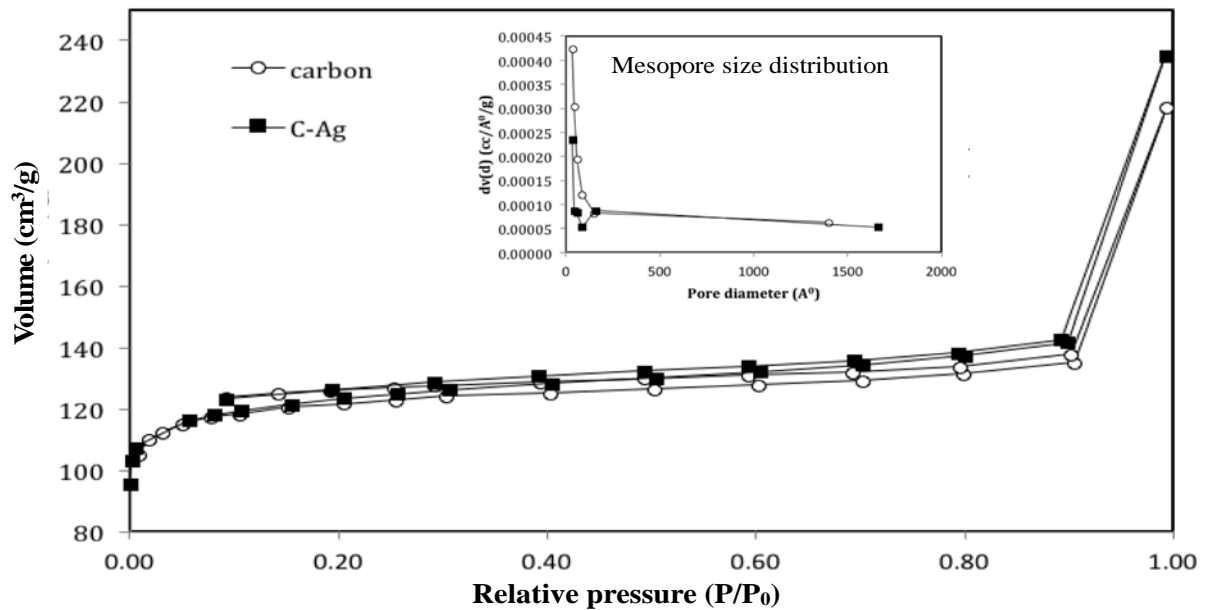 240
220
200
180
160
140
120
100
80
Volume (cm³/g)
carbon
C-Ag
0.00045
0.00040
0.00035
0.00030
0.00025
0.00020
0.00015
0.00010
0.00005
0.00000
dv(d) (cc/A⁰/g)
Mesopore size distribution
0 500 1000 1500 2000
Pore diameter (A⁰)
0.00 0.20 0.40 0.60 0.80 1.00
Relative pressure (P/P₀)